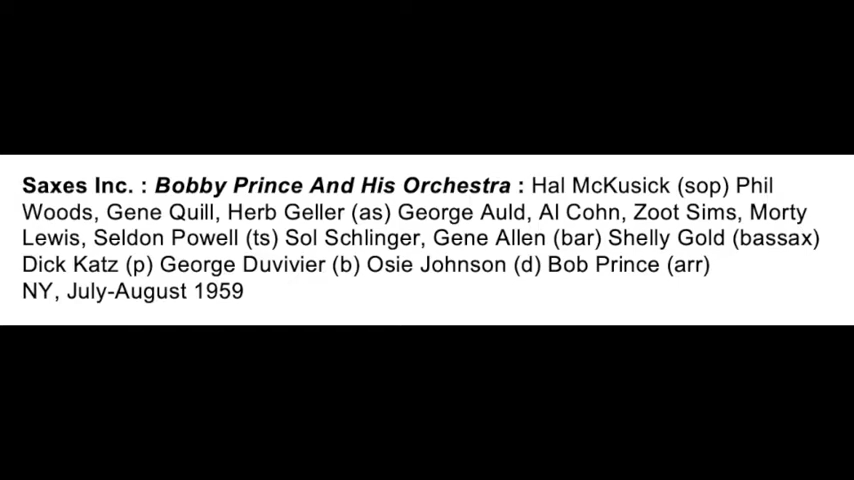 Saxes Inc. : Bobby Prince And His Orchestra : Hal McKusick (sop) Phil
Woods, Gene Quill, Herb Geller (as) George Auld, Al Cohn, Zoot Sims, Morty
Lewis, Seldon Powell (ts) Sol Schlinger, Gene Allen (bar) Shelly Gold (bassax)
Dick Katz (p) George Duvivier (b) Osie Johnson (d) Bob Prince (arr)
NY, July-August 1959